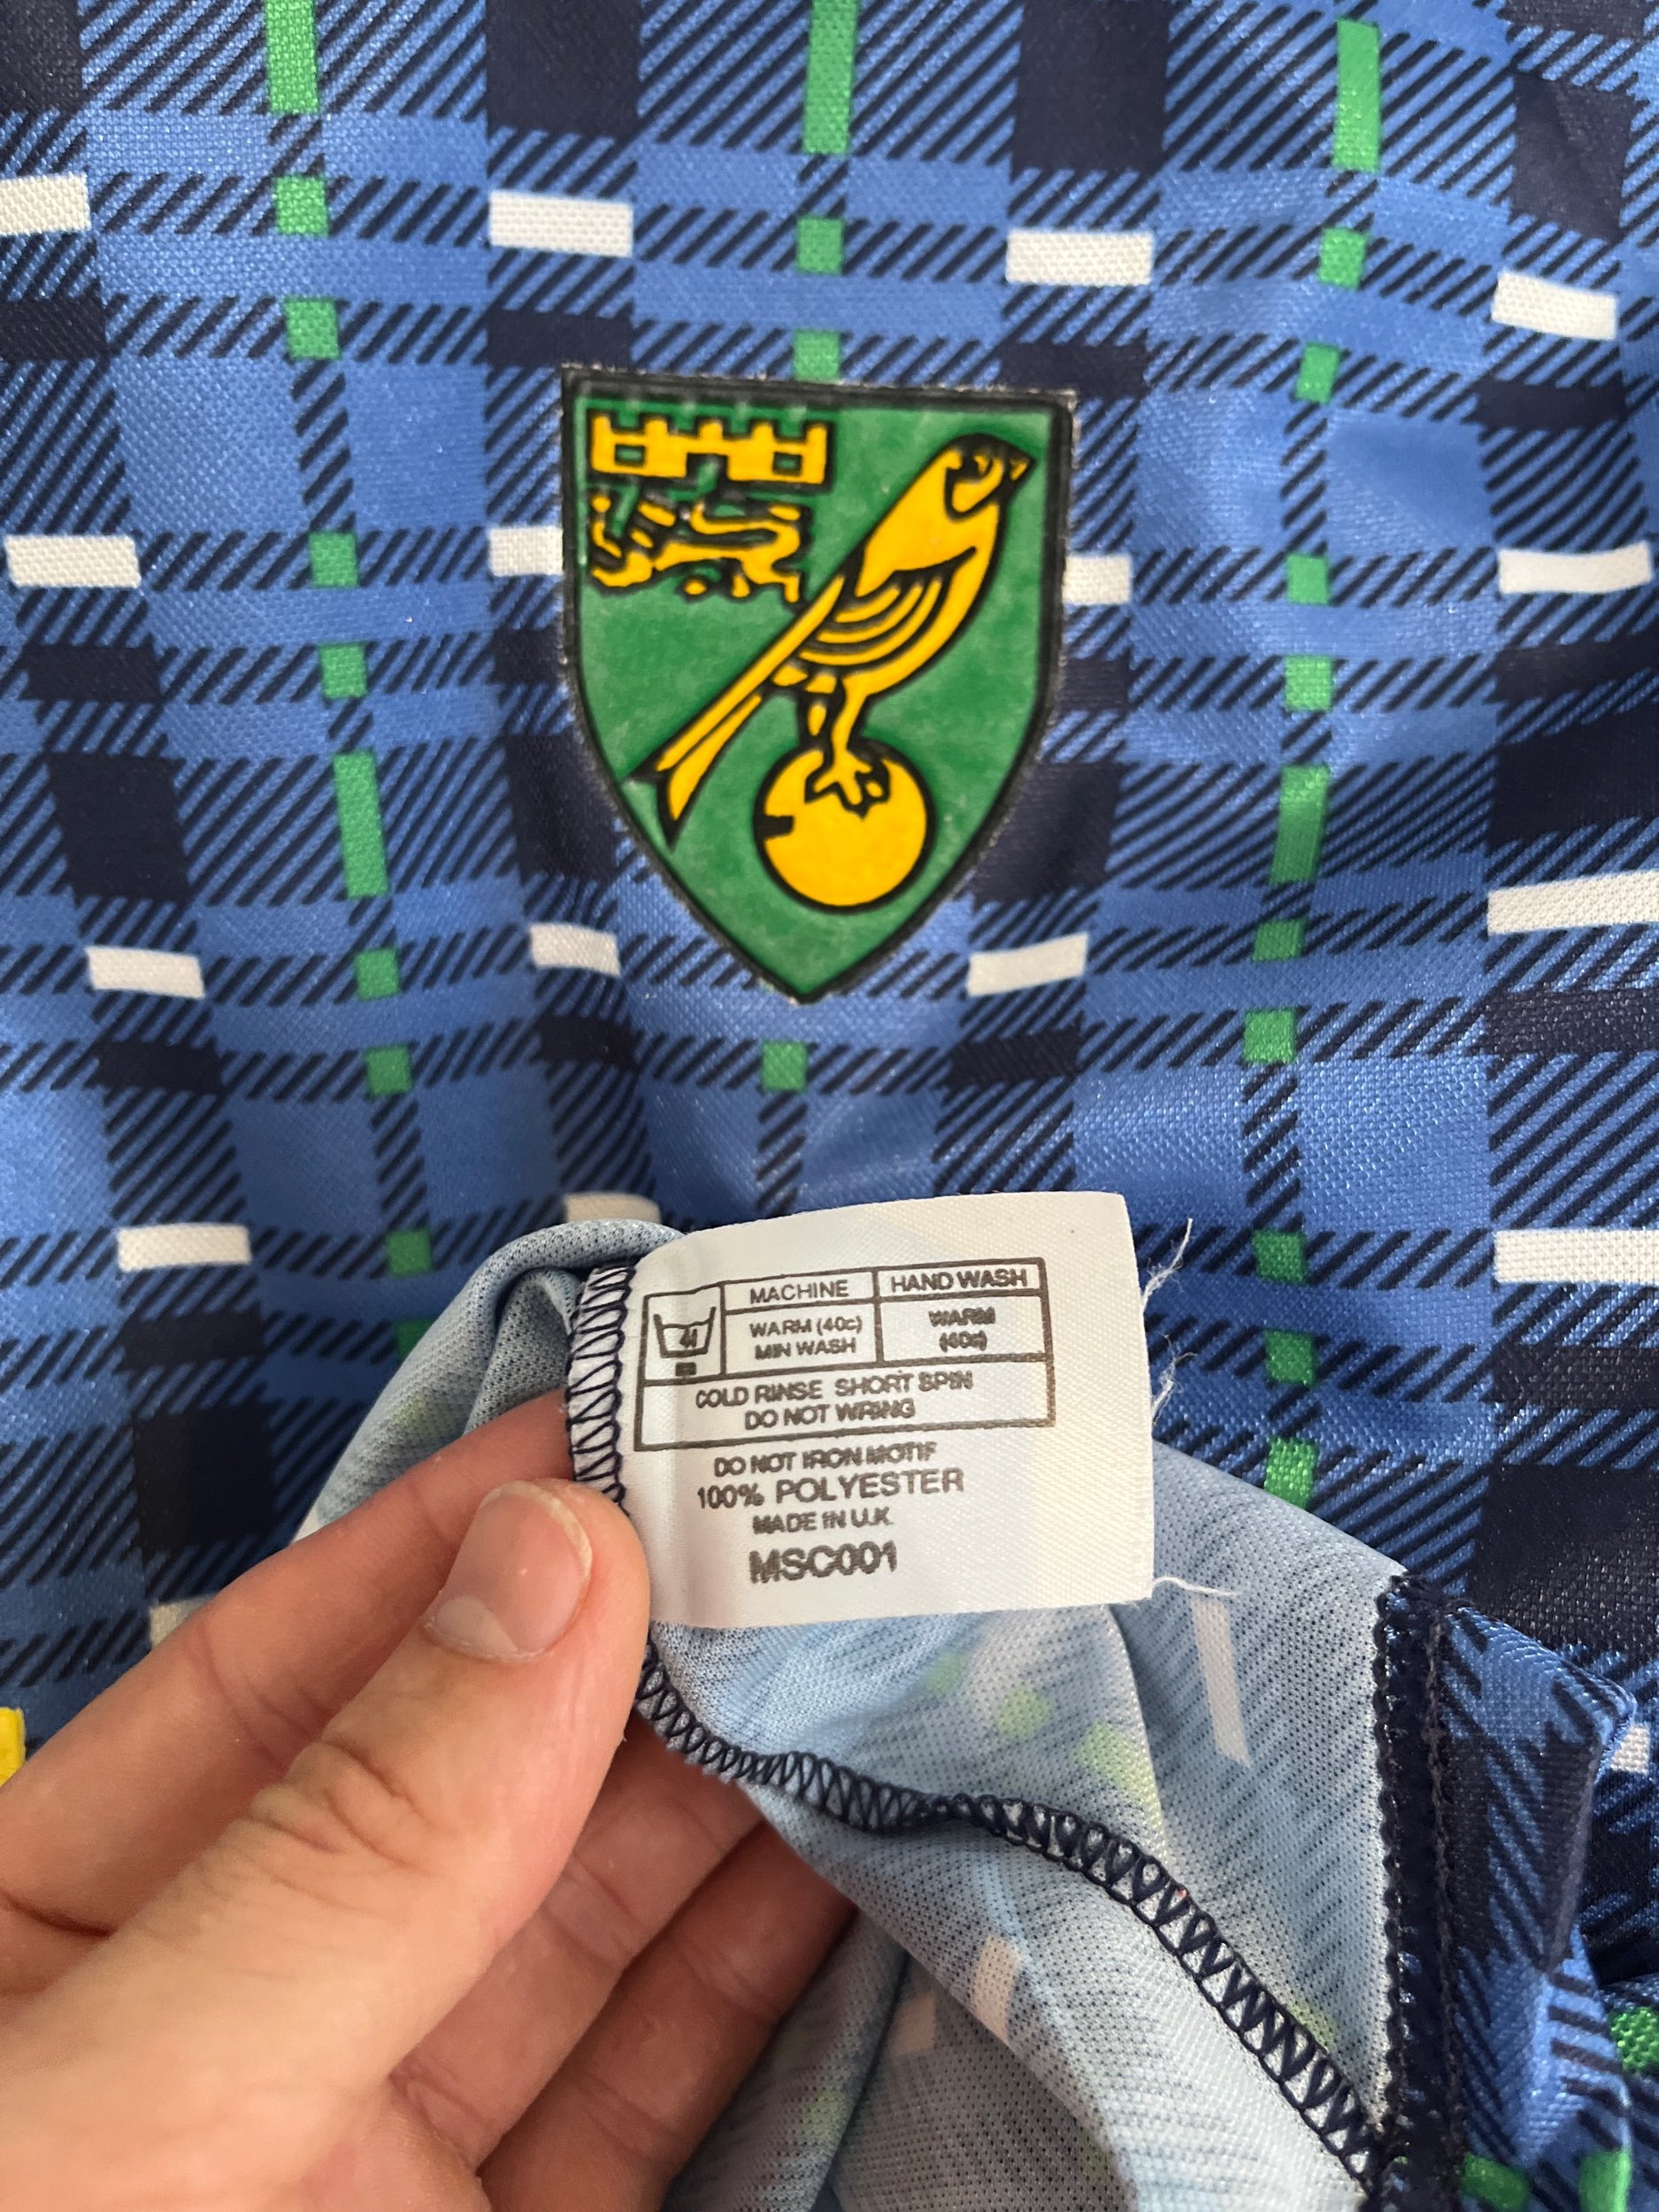 MACHINE HAND WASH
40
WARM (40c) WARM
MIN WASH (40c)
COLD RINSE SHORT SPIN
DO NOT WRING
DO NOT IRON MOTIF
100% POLYESTER
MADE IN U.K.
MSC001